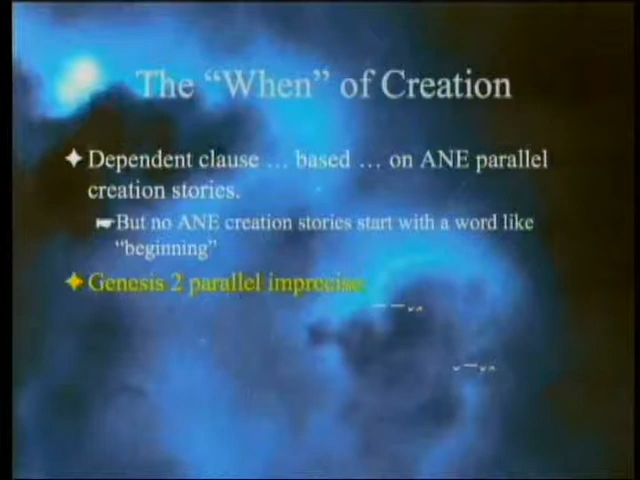 The “When” of Creation
Dependent clause … based … on ANE parallel
creation stories.
But no ANE creation stories start with a word like
“beginning”
Genesis 2 parallel imprecise